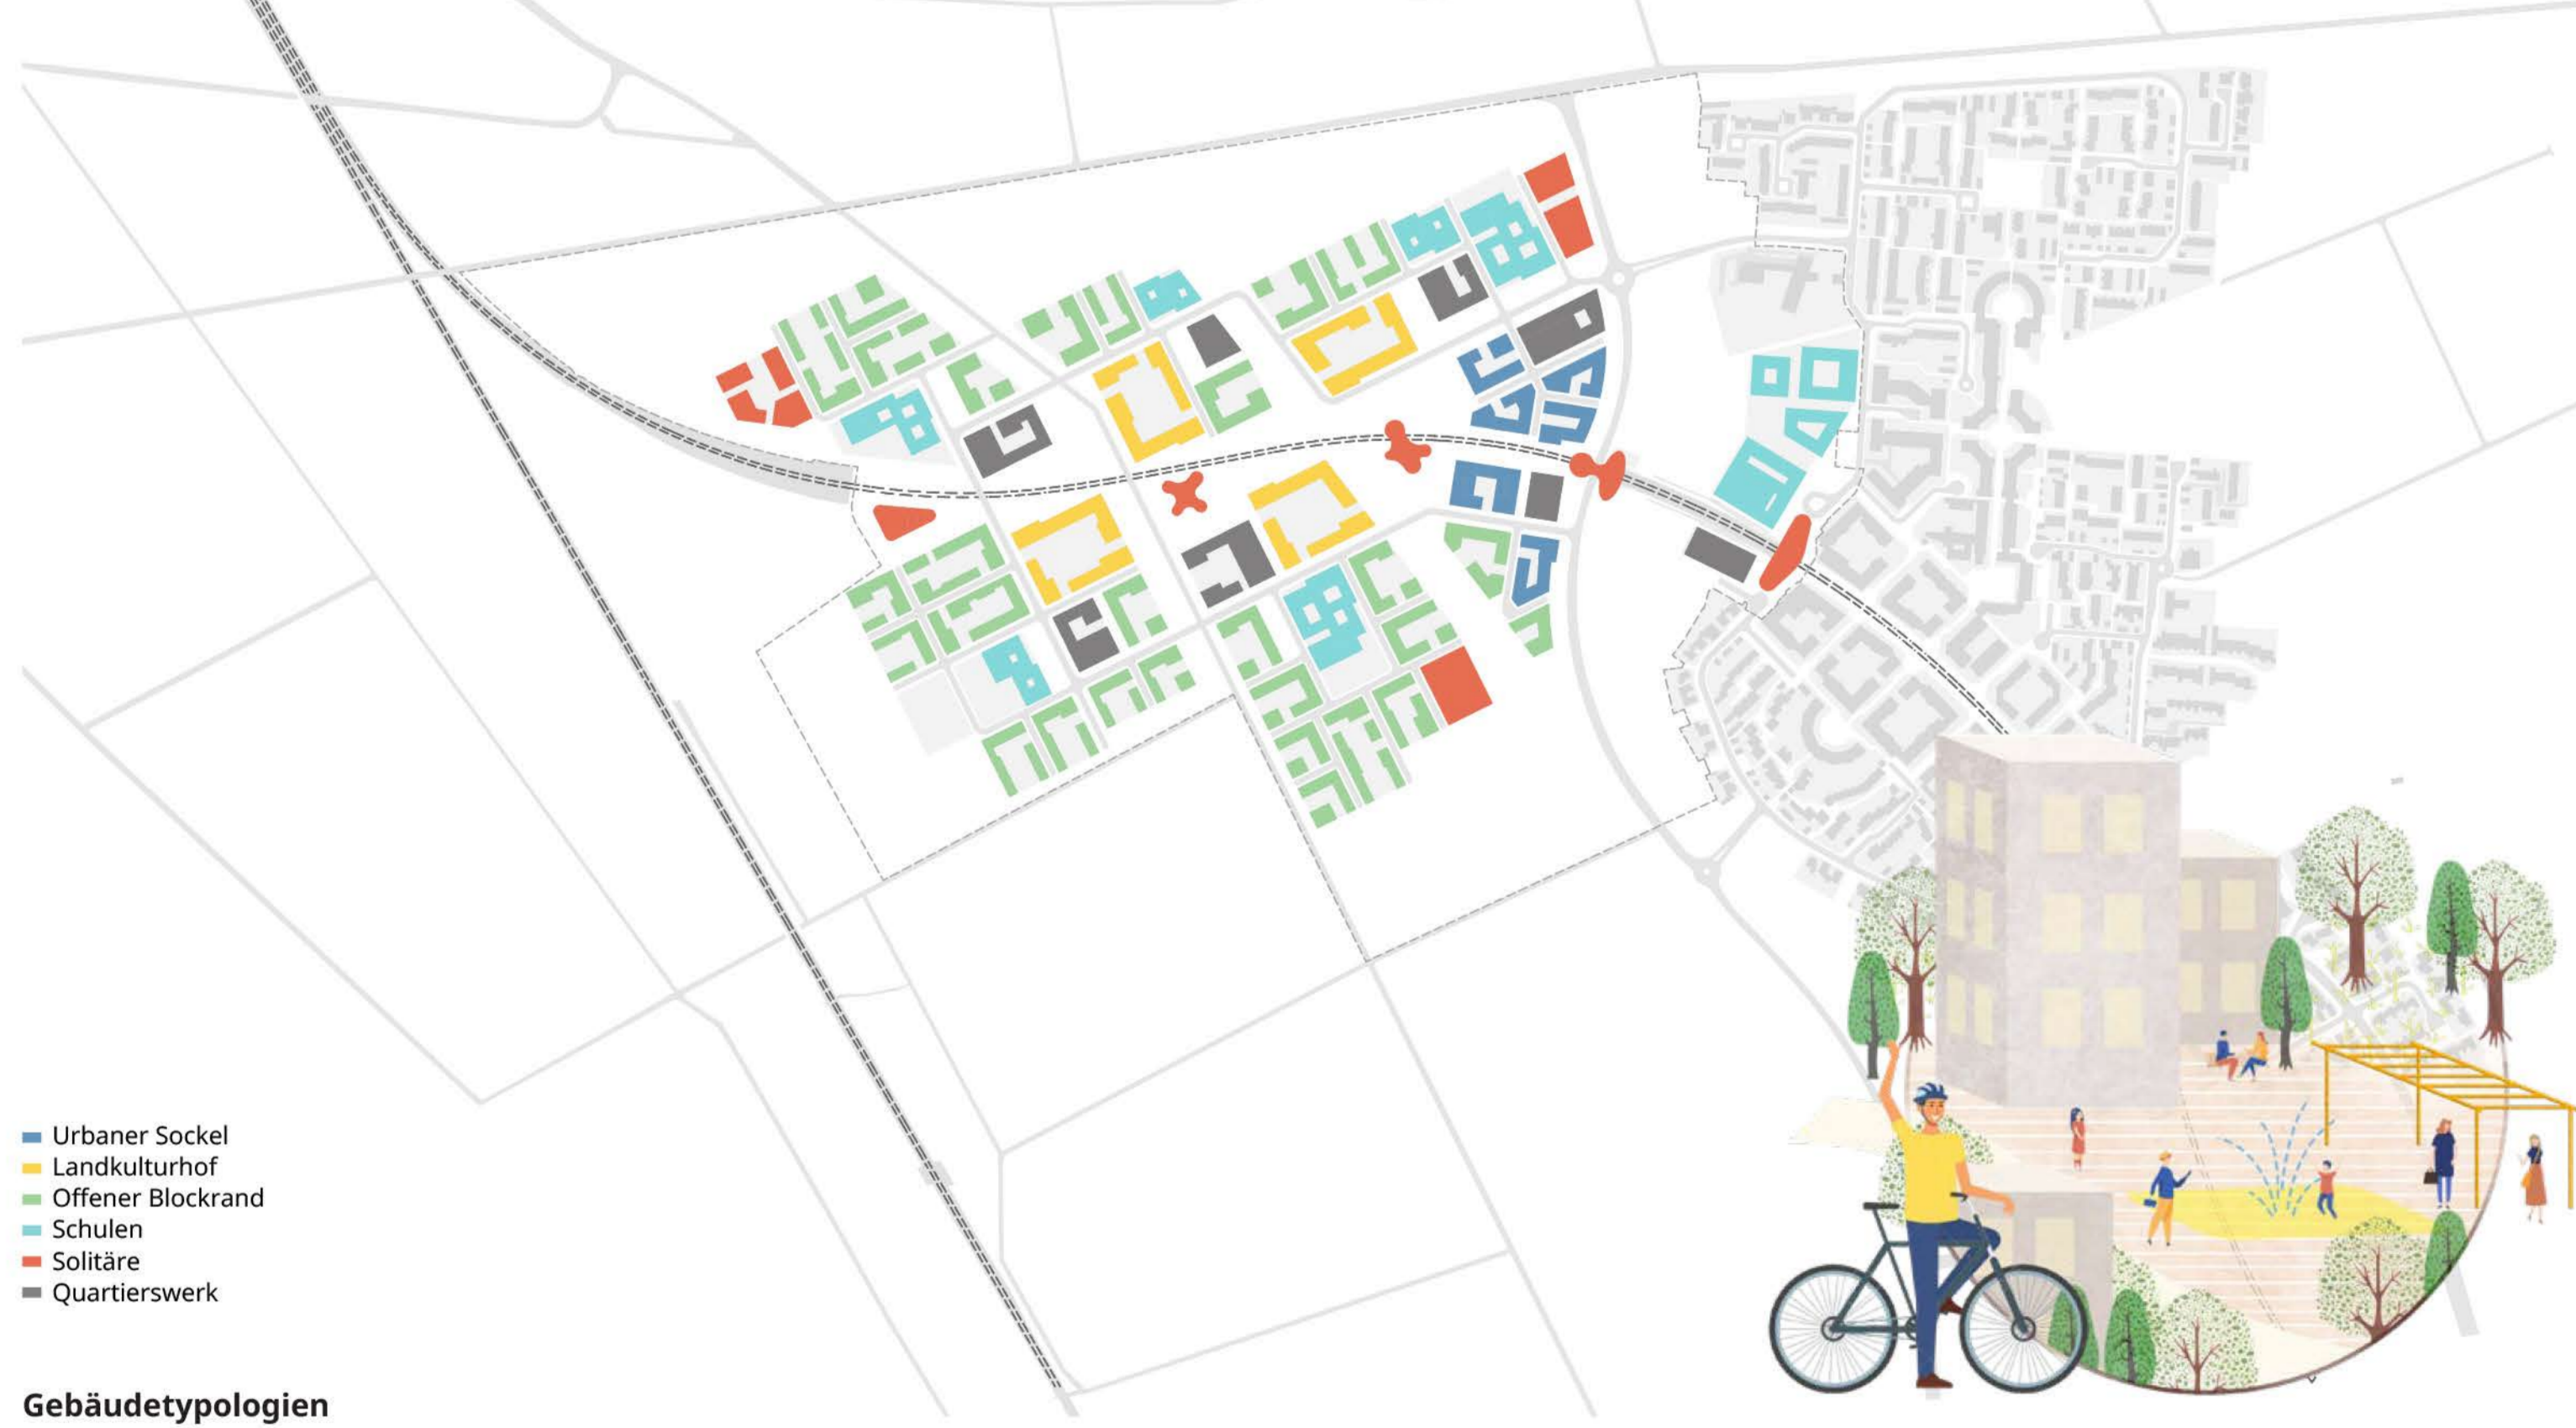 Urbaner Sockel
Landkulturhof
Offener Blockrand
Schulen
Solitäre
Quartierswerk
Gebäudetypologien